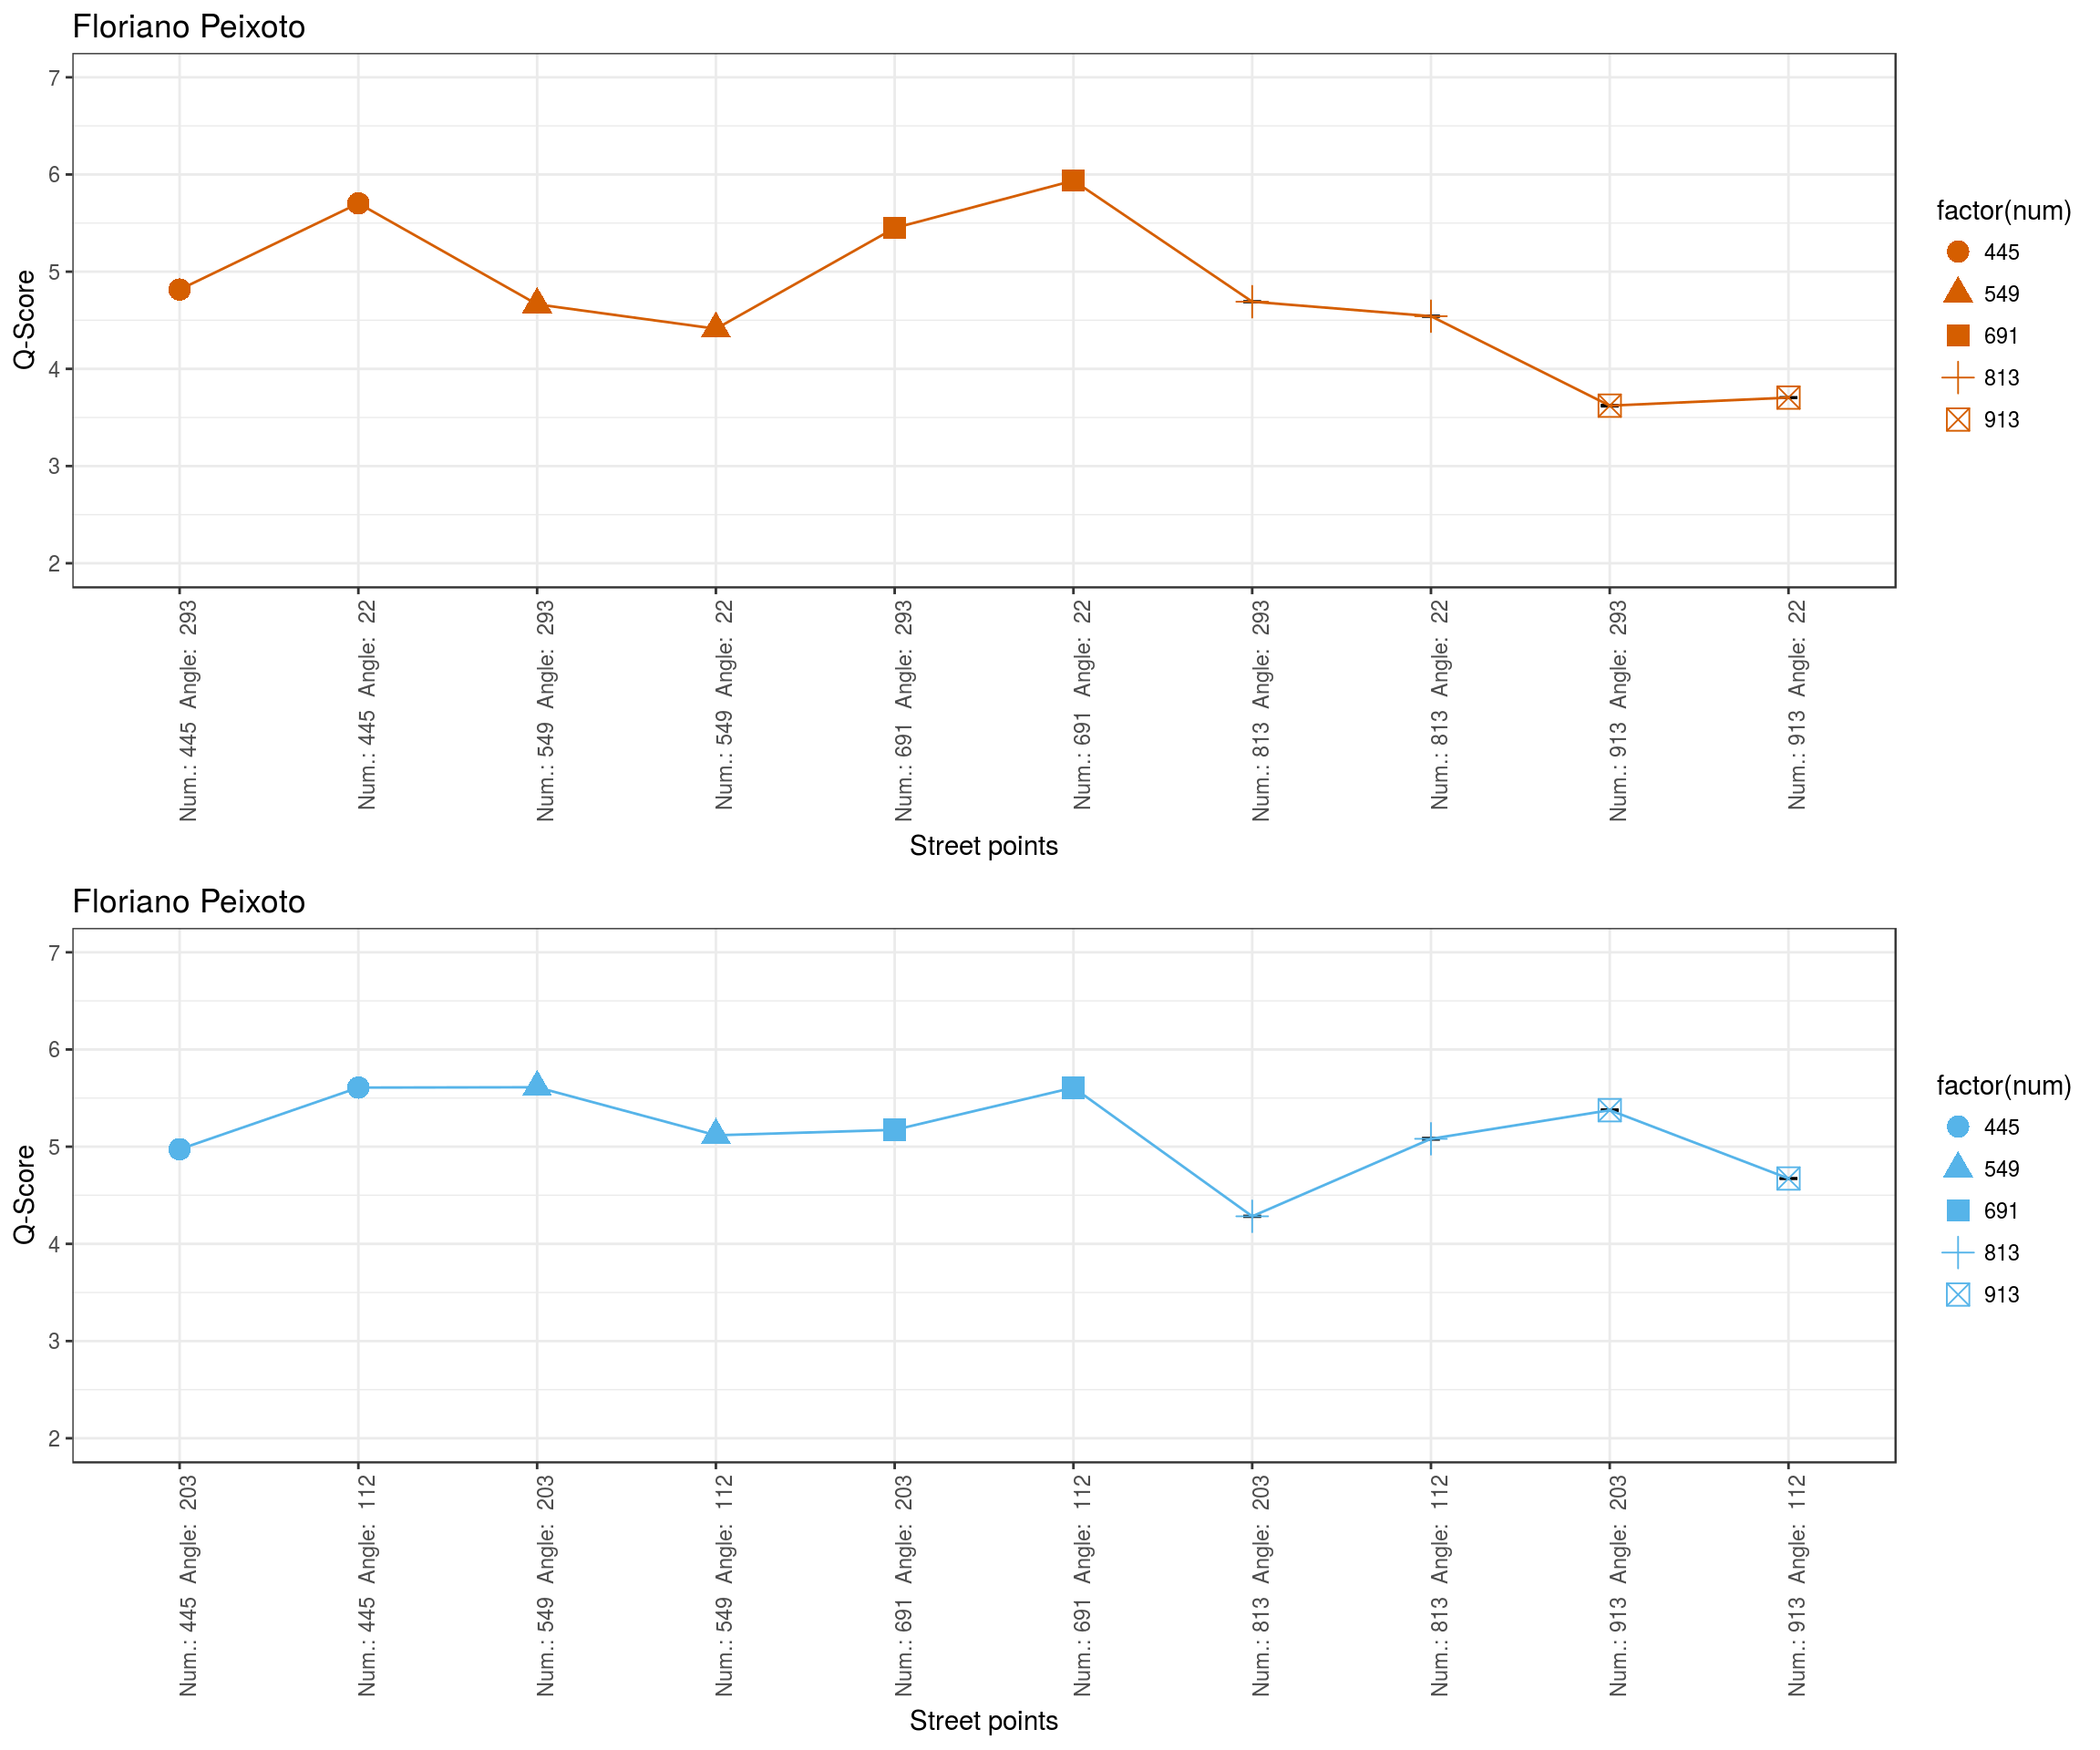 Floriano Peixoto
7
6
5
4
3
2
Q-Score
Num.: 445 Angle: 293
Num.: 445 Angle: 22
Num.: 549 Angle: 293
Num.: 549 Angle: 22
Num.: 691 Angle: 293
Num.: 691 Angle: 22
Num.: 813 Angle: 293
Num.: 813 Angle: 22
Num.: 913 Angle: 293
Num.: 913 Angle: 22
Street points
factor(num)
445
549
691
813
913
Floriano Peixoto
7
6
5
4
3
2
Q-Score
Num.: 445 Angle: 203
Num.: 445 Angle: 112
Num.: 549 Angle: 203
Num.: 549 Angle: 112
Num.: 691 Angle: 203
Num.: 691 Angle: 112
Num.: 813 Angle: 203
Num.: 813 Angle: 112
Num.: 913 Angle: 203
Num.: 913 Angle: 112
Street points
factor(num)
445
549
691
813
913